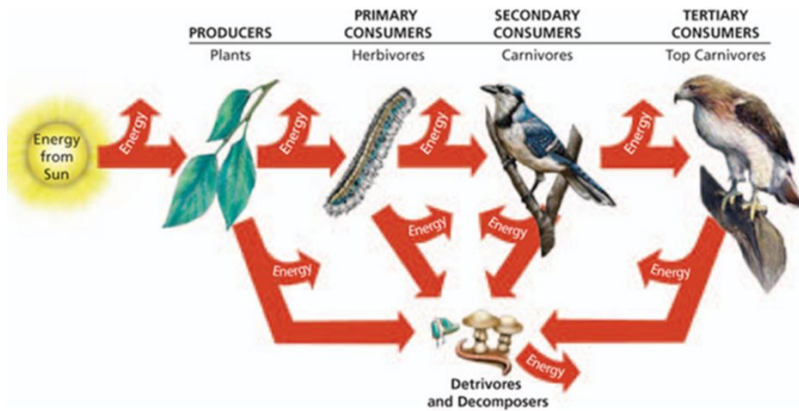 PRODUCERS
Plants
PRIMARY
CONSUMERS
Herbivores
SECONDARY
CONSUMERS
Carnivores
TERTIARY
CONSUMERS
Top Carnivores
Energy
from
Sun
Energy
Energy
Energy
Energy
Energy
Energy
Energy
Energy
Energy
Detrivores
and Decomposers